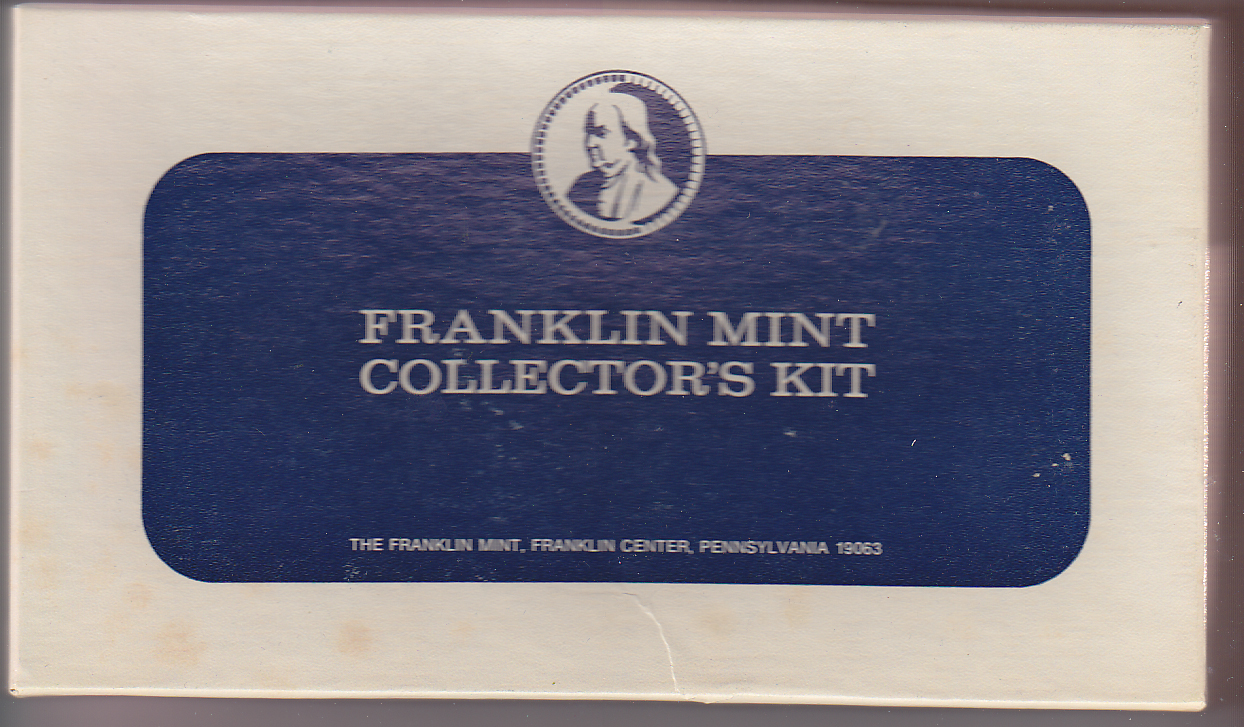 FRANKLIN MINT
COLLECTOR'S KIT
THE FRANKLIN MINT, FRANKLIN CENTER, PENNSYLVANIA 19063